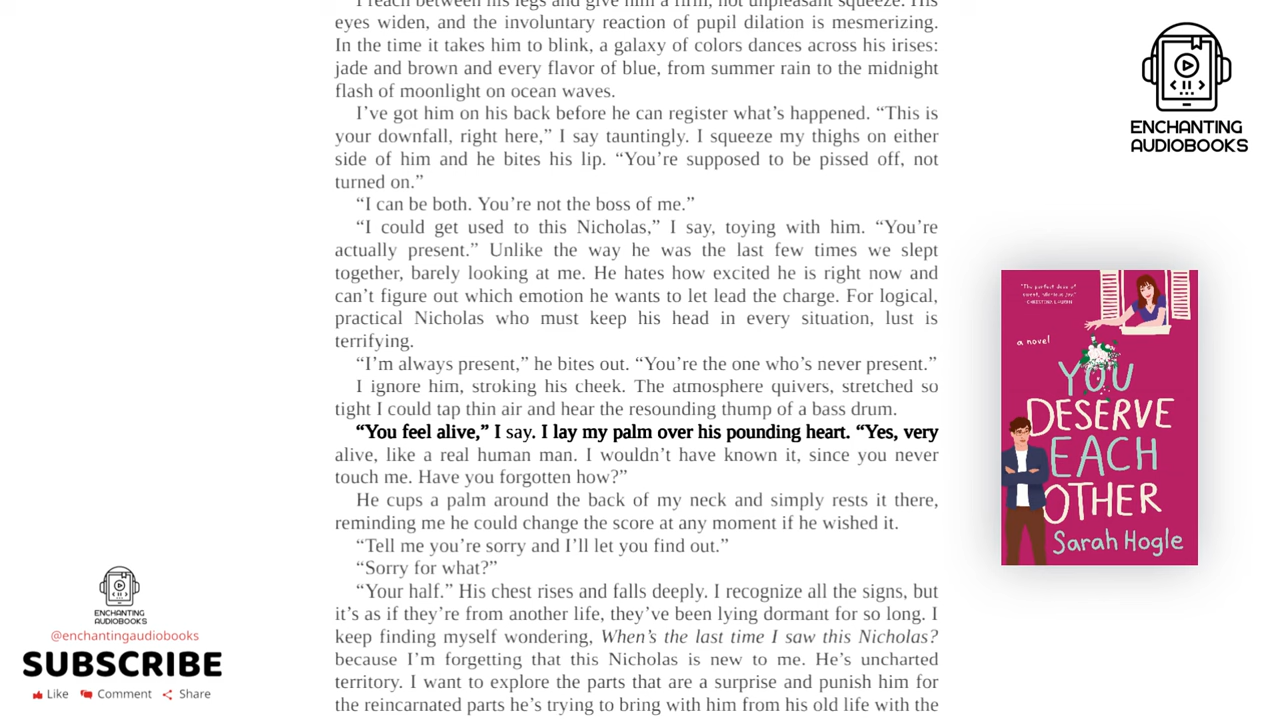 I reach between his legs and give him a firm, not unpleasant squeeze. His
eyes widen, and the involuntary reaction of pupil dilation is mesmerizing.
In the time it takes him to blink, a galaxy of colors dances across his irises:
jade and brown and every flavor of blue, from summer rain to the midnight
flash of moonlight on ocean waves.
I’ve got him on his back before he can register what’s happened. “This is
your downfall, right here,” I say tauntingly. I squeeze my thighs on either
side of him and he bites his lip. “You’re supposed to be pissed off, not
turned on.”
“I can be both. You’re not the boss of me.”
“I could get used to this Nicholas,” I say, toying with him. “You’re
actually present.” Unlike the way he was the last few times we slept
together, barely looking at me. He hates how excited he is right now and
can’t figure out which emotion he wants to let lead the charge. For logical,
practical Nicholas who must keep his head in every situation, lust is
terrifying.
“I’m always present,” he bites out. “You’re the one who’s never present.”
I ignore him, stroking his cheek. The atmosphere quivers, stretched so
tight I could tap thin air and hear the resounding thump of a bass drum.
“You feel alive,” I say. I lay my palm over his pounding heart. “Yes, very
alive, like a real human man. I wouldn’t have known it, since you never
touch me. Have you forgotten how?”
He cups a palm around the back of my neck and simply rests it there,
reminding me he could change the score at any moment if he wished it.
“Tell me you’re sorry and I’ll let you find out.”
“Sorry for what?”
“Your half.” His chest rises and falls deeply. I recognize all the signs, but
it’s as if they’re from another life, they’ve been lying dormant for so long. I
keep finding myself wondering, When’s the last time I saw this Nicholas?
because I’m forgetting that this Nicholas is new to me. He’s uncharted
territory. I want to explore the parts that are a surprise and punish him for
the reincarnated parts he’s trying to bring with him from his old life with the
ENCHANTING
AUDIOBOOKS
a novel
YOU
DESERVE
EACH
OTHER
Sarah Hogle
ENCHANTING
AUDIOBOOKS
@enchantingaudiobooks
SUBSCRIBE
Like Comment Share